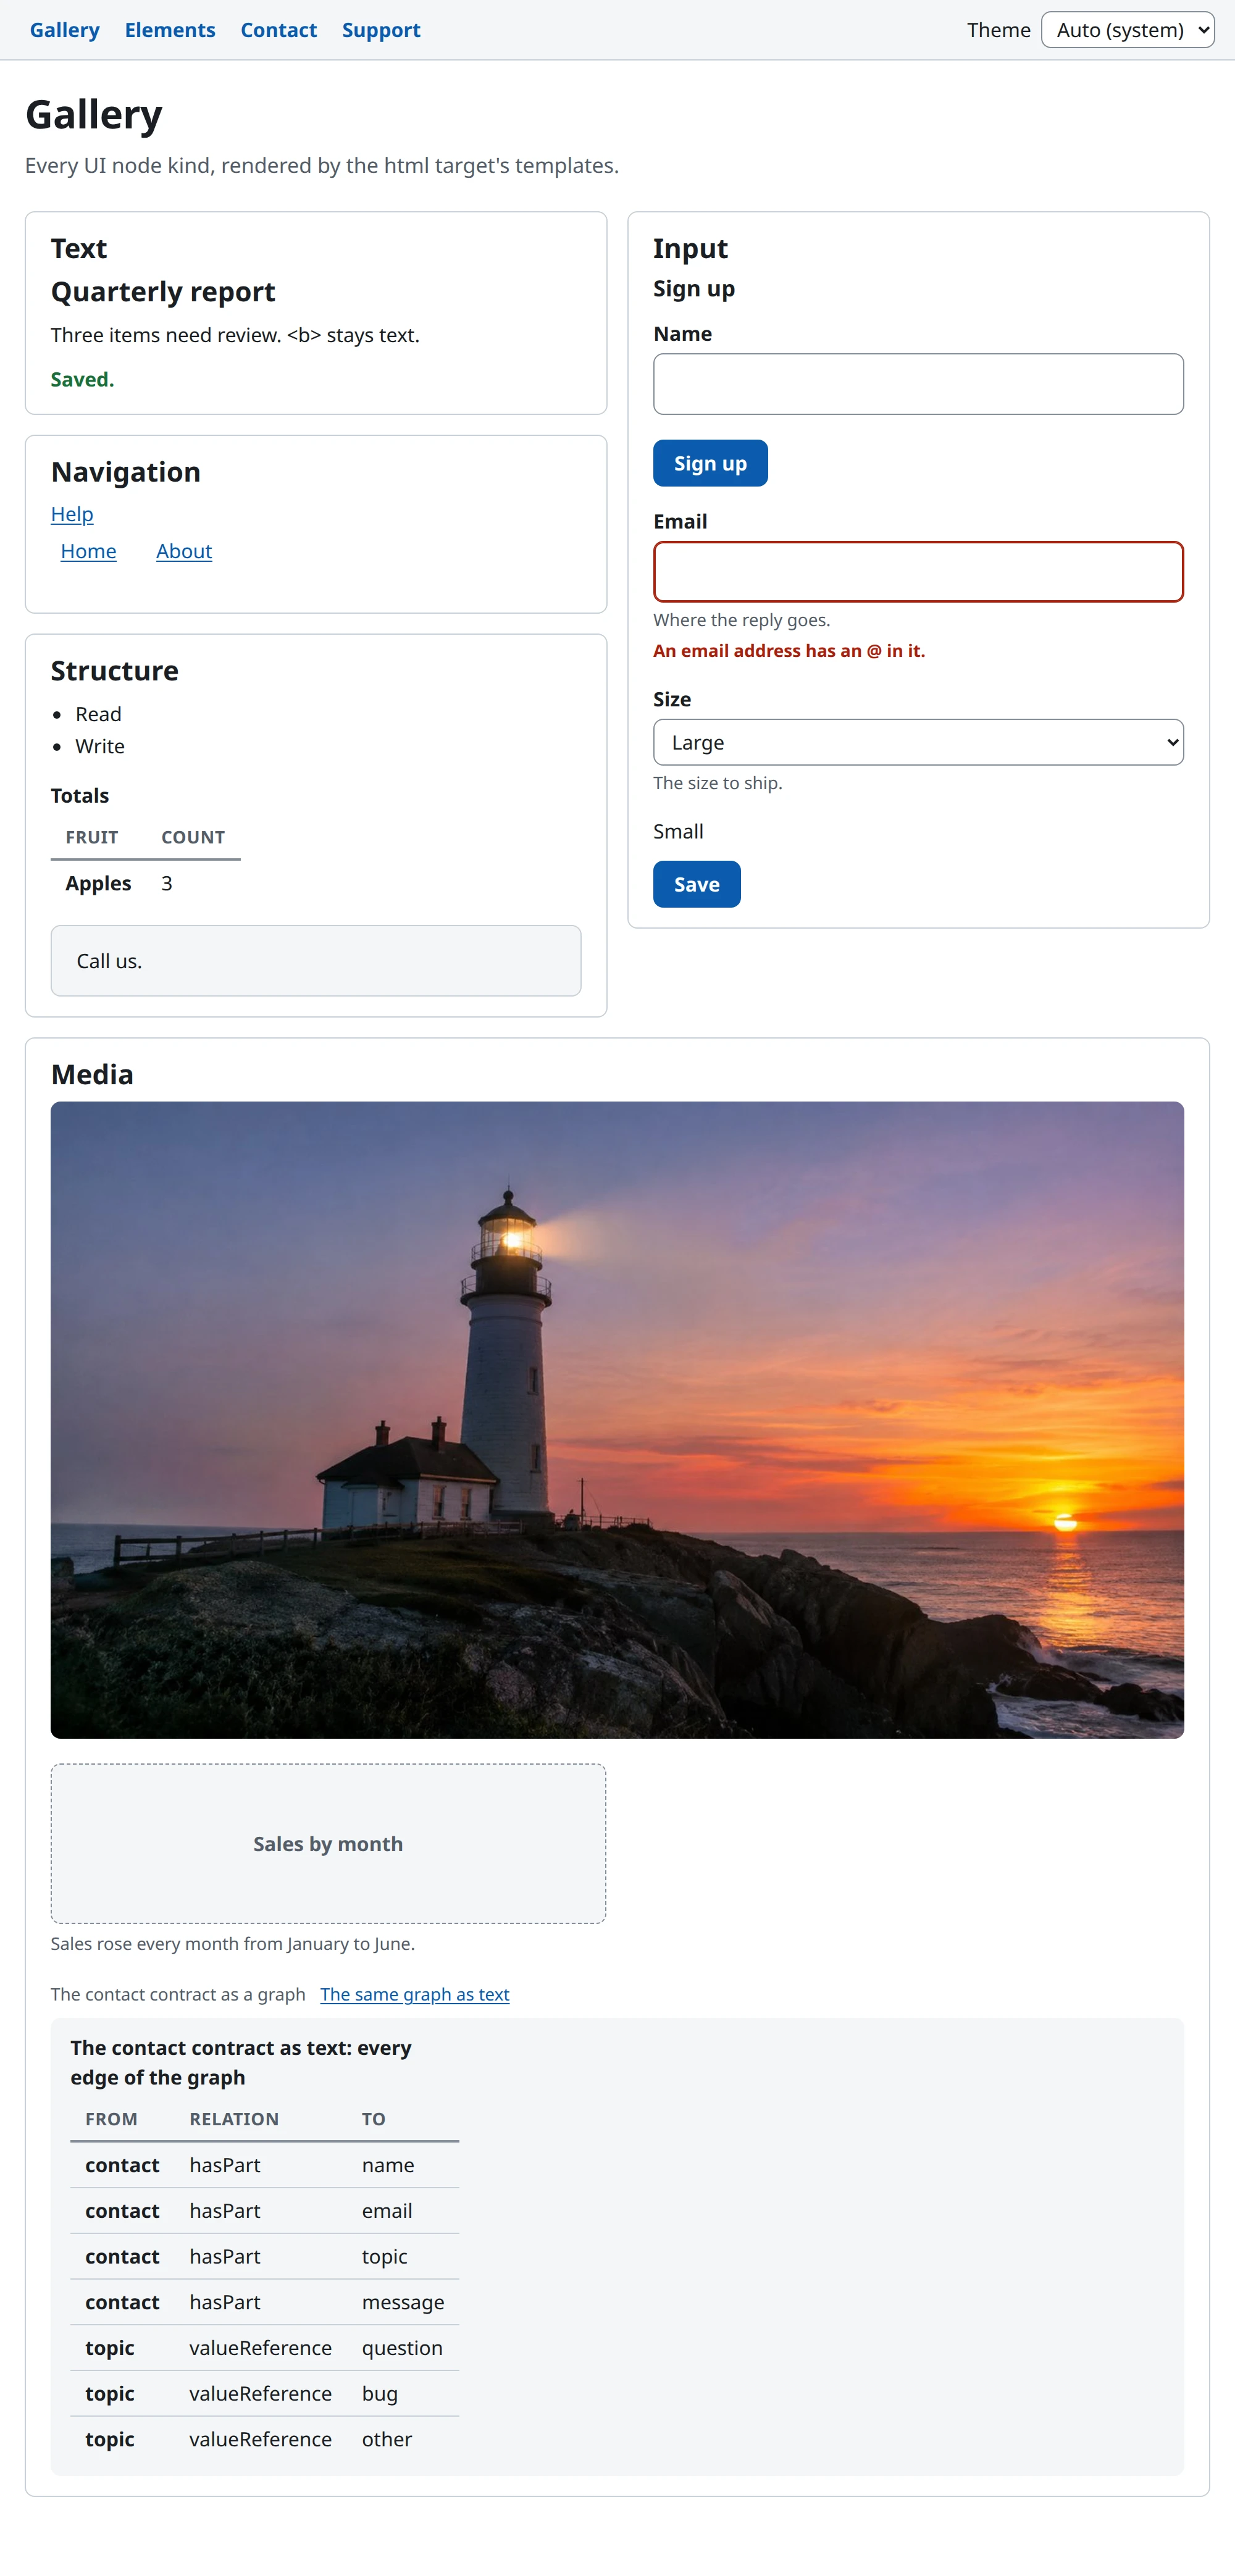 Gallery Elements Contact Support Theme Auto (system)
Gallery
Every UI node kind, rendered by the html target's templates.
Text
Quarterly report
Three items need review. <b> stays text.
Saved.
Navigation
Help
Home About
Structure
Read
Write
Totals
FRUIT COUNT
Apples 3
Call us.
Input
Sign up
Name
Sign up
Email
Where the reply goes.
An email address has an @ in it.
Size
Large
The size to ship.
Small
Save
Media
Sales by month
Sales rose every month from January to June.
The contact contract as a graph The same graph as text
The contact contract as text: every
edge of the graph
FROM RELATION TO
contact hasPart name
contact hasPart email
contact hasPart topic
contact hasPart message
topic valueReference question
topic valueReference bug
topic valueReference other